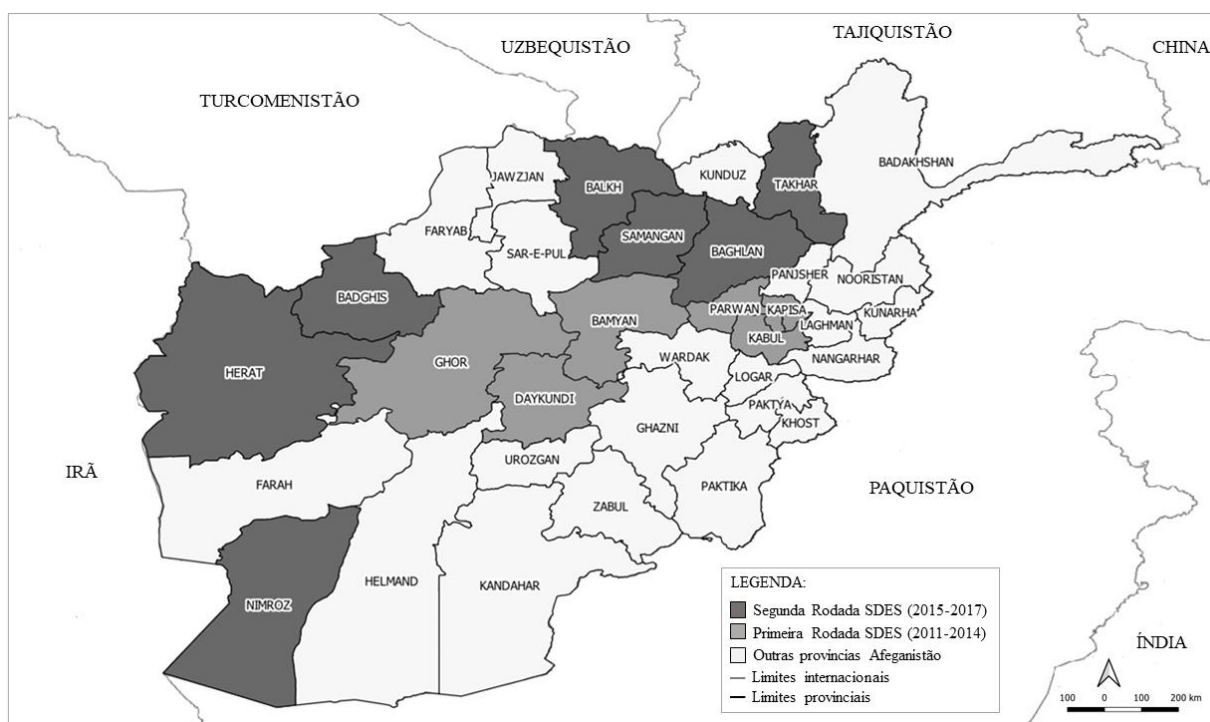 UZBEQUISTÃO
TAJIQUISTÃO
CHINA
TURCOMENISTÃO
JAWZJAN
BALKH
KUNDUZ
TAKHAR
BADAKHSHAN
FARYAB
SAR-E-PUL
SAMANGAN
BAGHLAN
PANJSHER
NOORISTAN
BADGHIS
BAMYAN
PARWAN
KAPISA
KUNARHA
LAGHMAN
HERAT
GHOR
KABUL
WARDAK
NANGARHAR
LOGAR
DAYKUNDI
PAKTYA
KHOST
GHAZNI
UROZGAN
IRÃ
FARAH
PAKTIKA
PAQUISTÃO
ZABUL
HELMAND
KANDAHAR
NIMROZ
LEGENDA:
Segunda Rodada SDES (2015-2017)
Primeira Rodada SDES (2011-2014)
Outras provincias Afeganistão
Limites internacionais
Limites provinciais
ÍNDIA
100 0 100 200 km